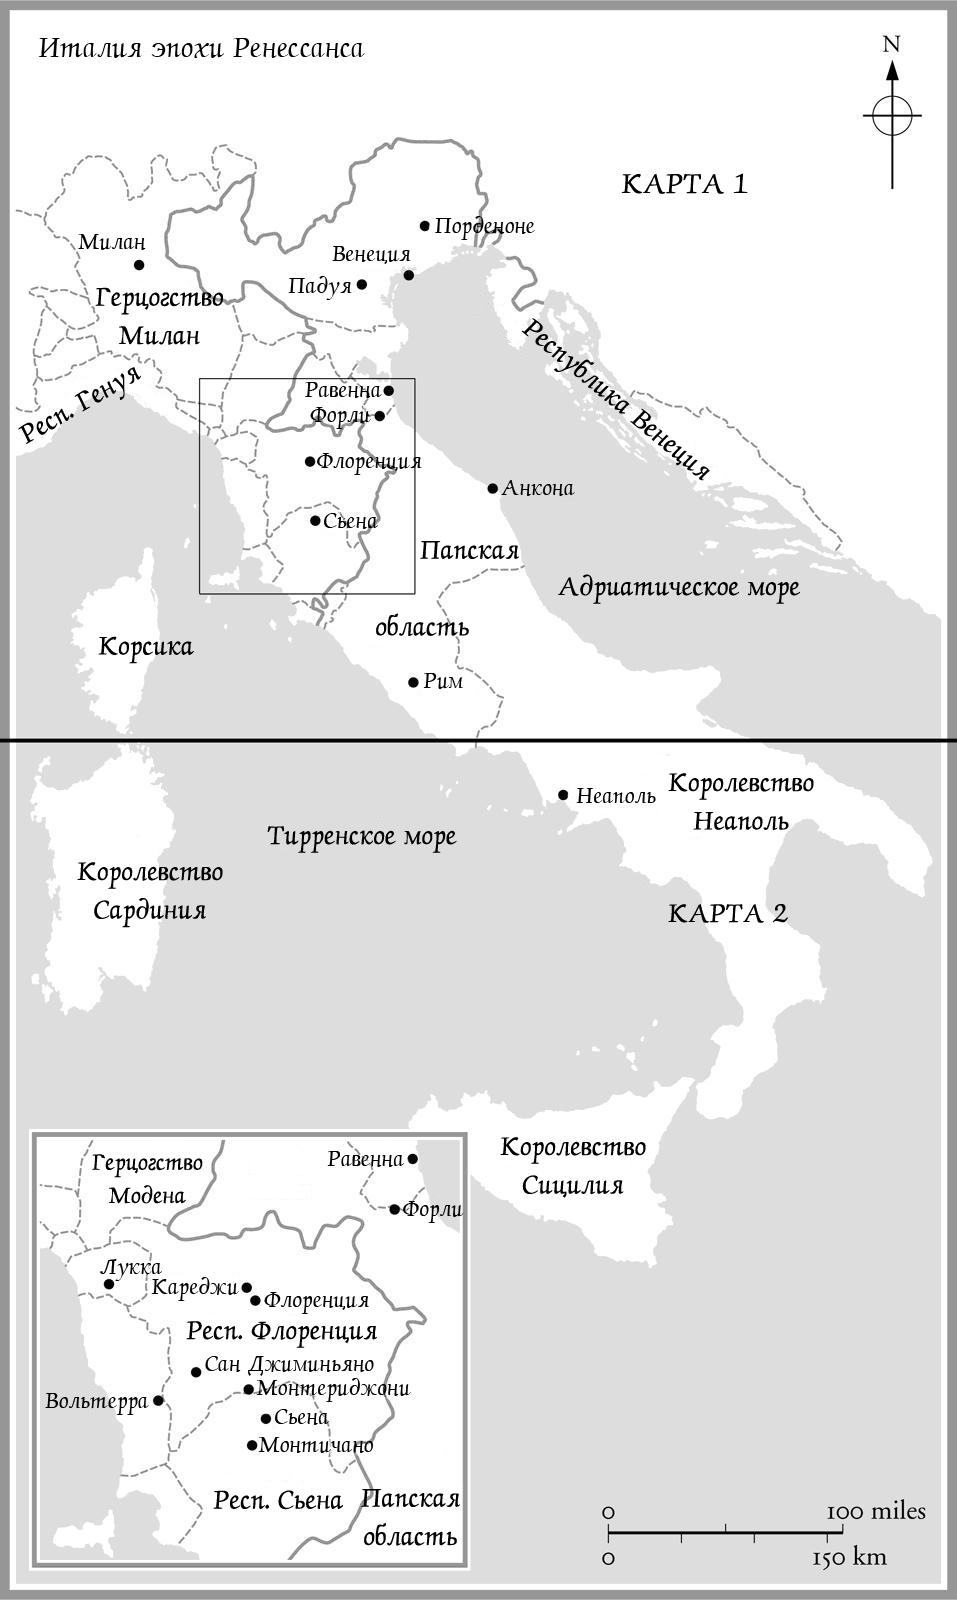 Италия эпохи Ренессанса
N
КАРТА 1
Порденоне
Милан
Венеция
Падуя
Герцогство
Милан
Респ. Генуя
Республика Венеция
Равенна
Форли
Флоренция
Анкона
Сьена
Папская
область
Адриатическое море
Корсика
Рим
Неаполь
Королевство
Неаполь
Тирренское море
Королевство
Сардиния
КАРТА 2
Королевство
Сицилия
Герцогство
Модена
Равенна
Форли
Лукка
Кареджи
Флоренция
Респ. Флоренция
Сан Джиминьяно
Монтериджони
Вольтерра
Сьена
Монтичано
Респ. Сьена
Папская
область
0 100 miles
0 150 km